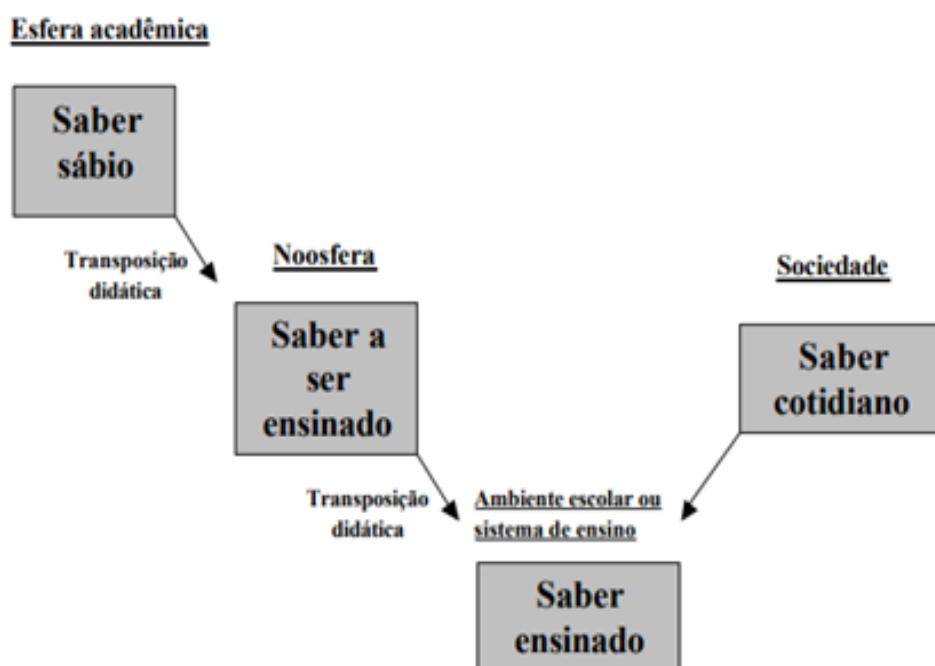 Esfera acadêmica
Saber
sábio
Transposição
didática
Noosfera
Saber a
ser
ensinado
Transposição
didática
Sociedade
Saber
cotidiano
Ambiente escolar ou
sistema de ensino
Saber
ensinado